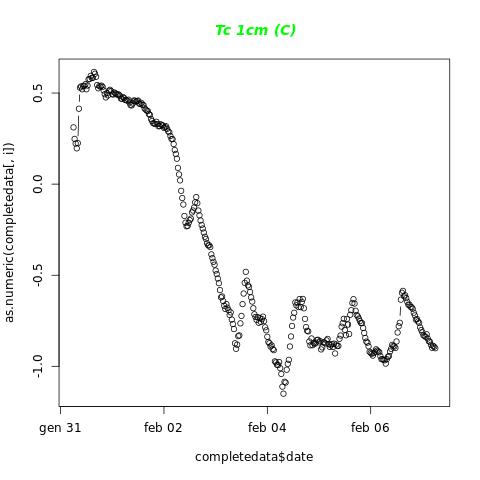 Tc 1cm (C)
as.numeric(completedata[, i])
0.5
0.0
-0.5
-1.0
gen 31
feb 02
feb 04
feb 06
completedata$date